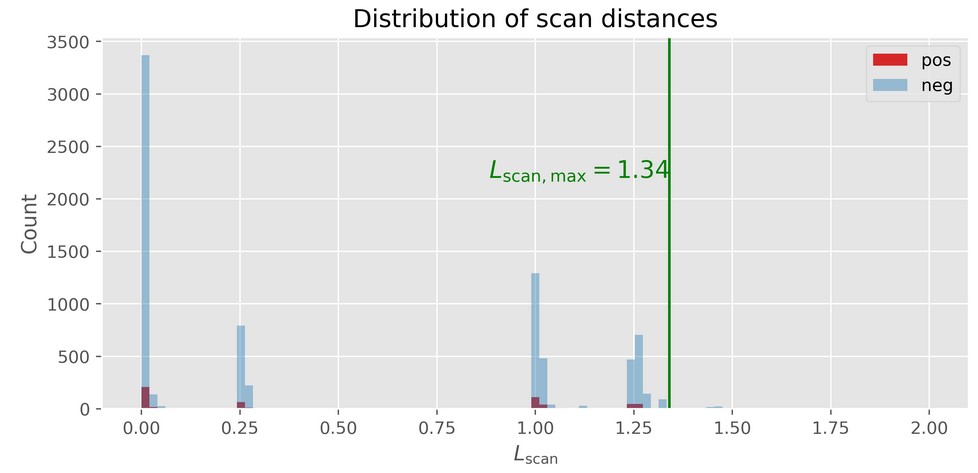 Distribution of scan distances
3500
3000
2500
2000
1500
1000
500
0
Count
pos
neg
L_scan, max = 1.34
0.00 0.25 0.50 0.75 1.00 1.25 1.50 1.75 2.00
L_scan